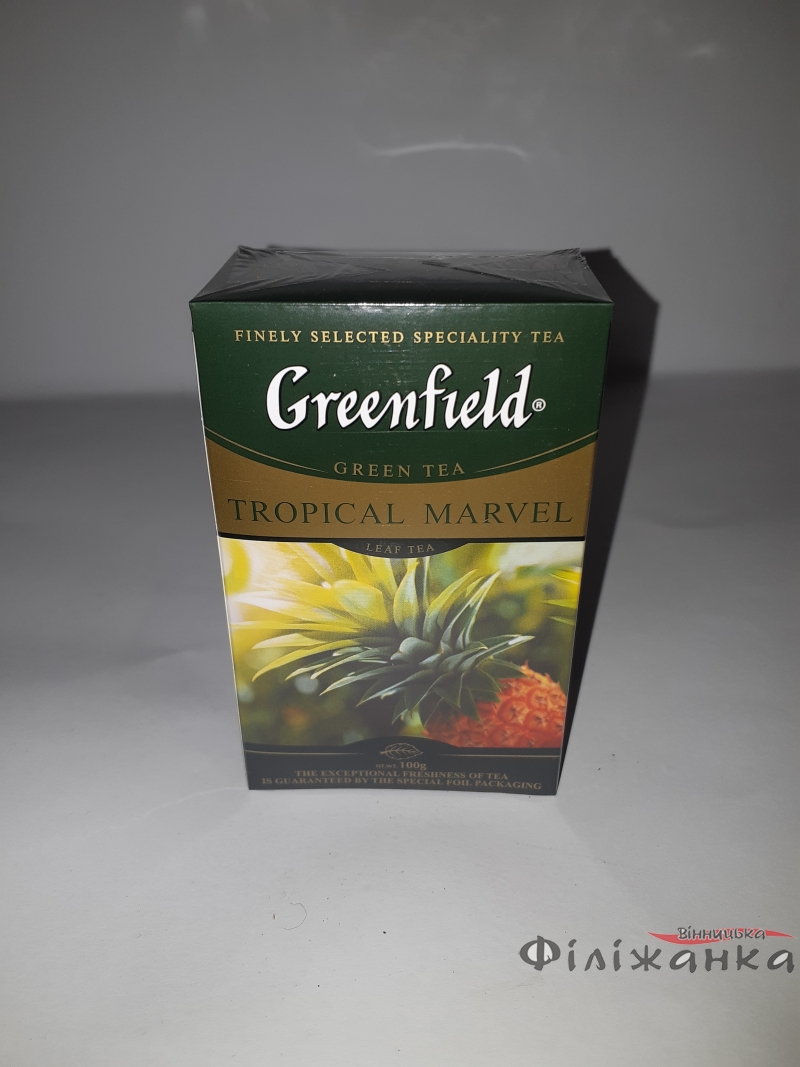 FINELY SELECTED SPECIALITY TEA
Greenfield®
GREEN TEA
TROPICAL MARVEL
LEAF TEA
100g
THE EXCEPTIONAL FRESHNESS OF TEA
IS GUARANTEED BY THE SPECIAL FOIL PACKAGING
Вінницька
Філіжанка